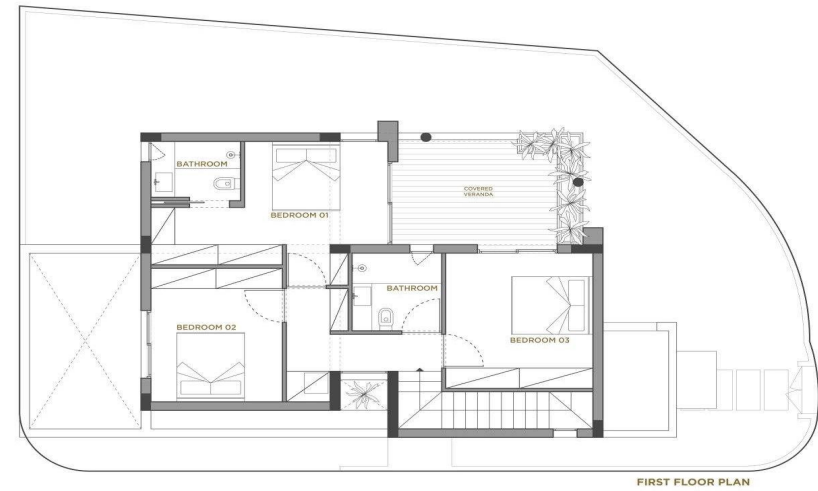 BATHROOM
BEDROOM 01
COVERED
VERANDA
BATHROOM
BEDROOM 02
BEDROOM 03
FIRST FLOOR PLAN